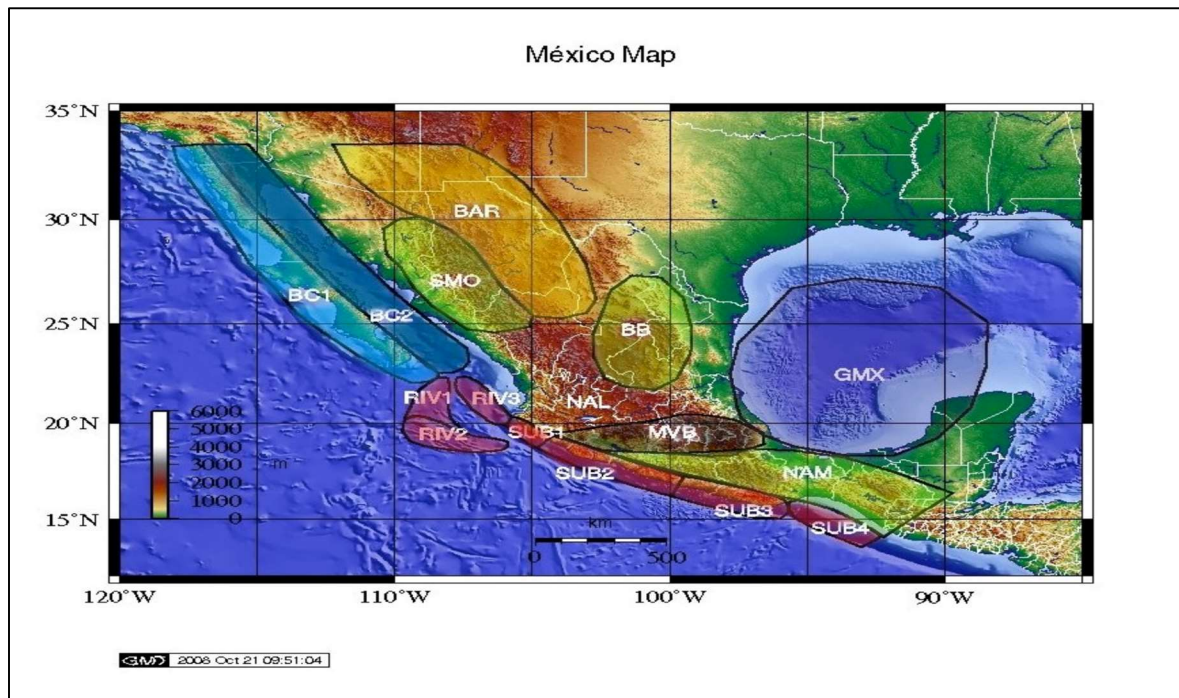 México Map
35°N
30°N
25°N
20°N
15°N
120°W
110°W
100°W
90°W
BAR
SMO
BC1
BC2
BB
GMX
RIV1
RIV3
NAL
RIV2
SUB1
MVB
SUB2
NAM
SUB3
SUB4
6000
5000
4000
3000
2000
1000
0
m
km
0
500
GMD 2008 Oct 21 09:51:04